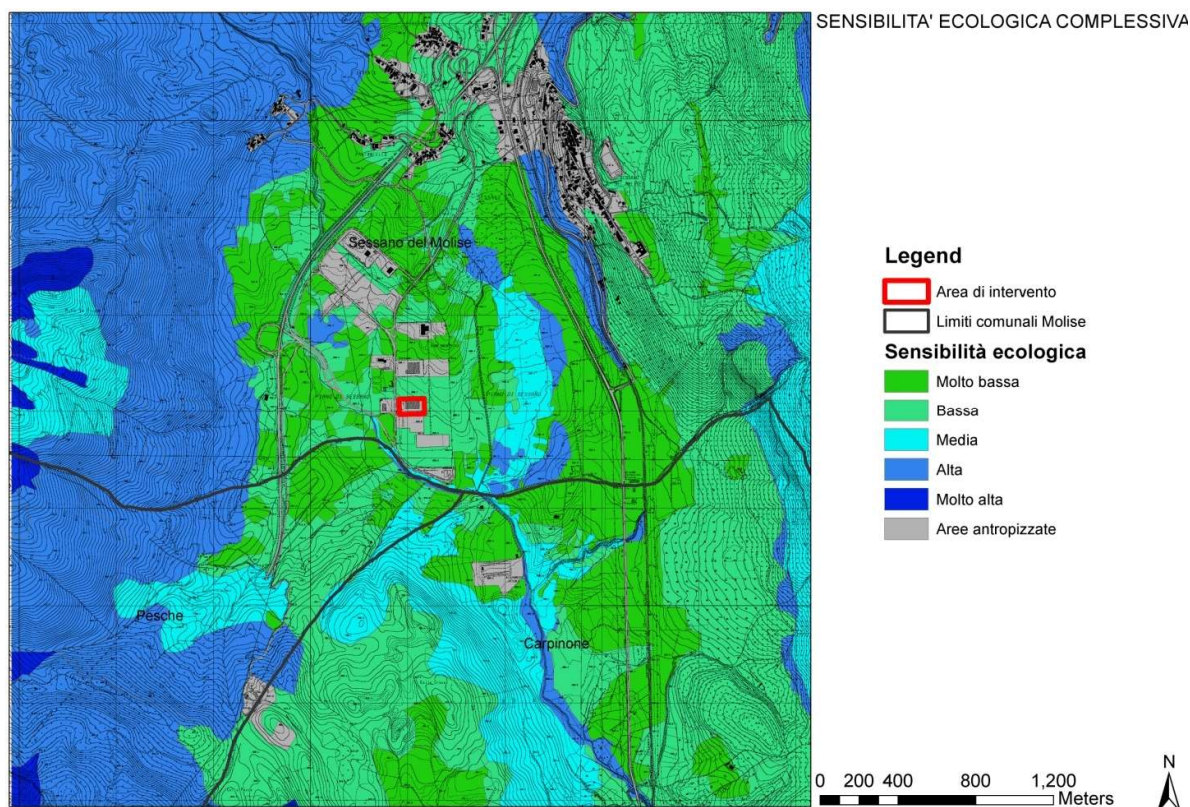 SENSIBILITA' ECOLOGICA COMPLESSIVA
Sessano del Molise
Pesche
Carpinone
Legend
Area di intervento
Limiti comunali Molise
Sensibilità ecologica
Molto bassa
Bassa
Media
Alta
Molto alta
Aree antropizzate
N
0 200 400 800 1,200
Meters